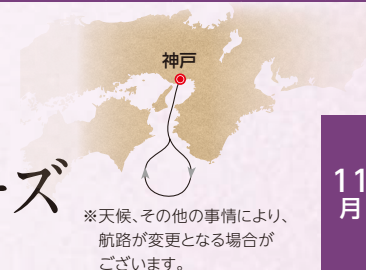 神戸
ーズ
※天候、その他の事情により、
航路が変更となる場合が
ございます。
11
月